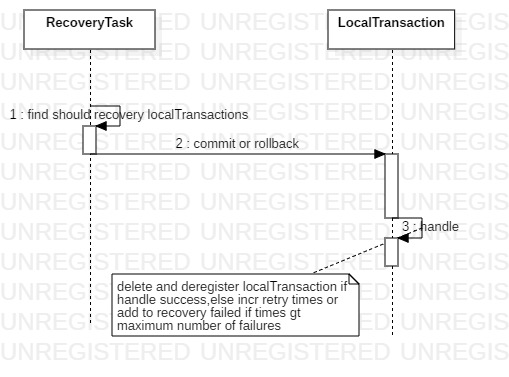 RecoveryTask
LocalTransaction
1 : find should recovery localTransactions
2 : commit or rollback
3 : handle
delete and deregister localTransaction if
handle success,else incr retry times or
add to recovery failed if times gt
maximum number of failures
UNREGISTERED UNREGISTERED UNREGIS
UNREGISTERED UNREGISTERED UNREGIS
UNREGISTERED UNREGISTERED UNREGIS
UNREGISTERED UNREGISTERED UNREGIS
UNREGISTERED UNREGISTERED UNREGIS
UNREGISTERED UNREGISTERED UNREGIS
UNREGISTERED UNREGISTERED UNREGIS
UNREGISTERED UNREGISTERED UNREGIS
UNREGISTERED UNREGISTERED UNREGIS
UNREGISTERED UNREGISTERED UNREGIS
UNREGISTERED UNREGISTERED UNREGIS
UNREGISTERED UNREGISTERED UNREGIS